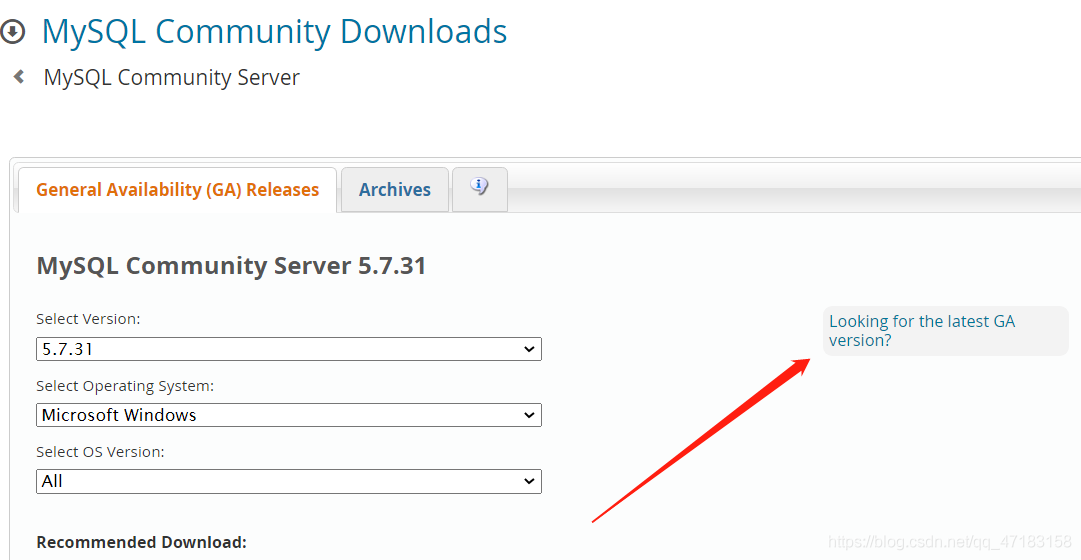 MySQL Community Downloads
MySQL Community Server
General Availability (GA) Releases
Archives
MySQL Community Server 5.7.31
Select Version:
5.7.31
Looking for the latest GA
version?
Select Operating System:
Microsoft Windows
Select OS Version:
All
Recommended Download:
https://blog.csdn.net/qq_47183158